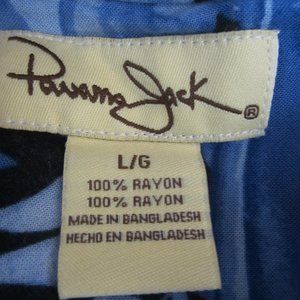 Panama Jack ®
L/G
100% RAYON
100% RAYON
MADE IN BANGLADESH
HECHO EN BANGLADESH